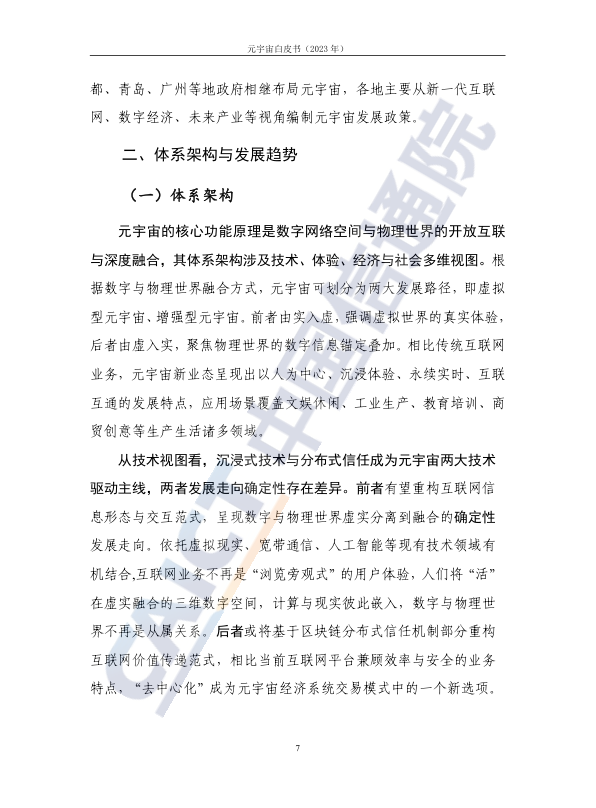 元宇宙白皮书（2023 年）
都、青岛、广州等地政府相继布局元宇宙，各地主要从新一代互联
网、数字经济、未来产业等视角编制元宇宙发展政策。
二、体系架构与发展趋势
（一）体系架构
元宇宙的核心功能原理是数字网络空间与物理世界的开放互联
与深度融合，其体系架构涉及技术、体验、经济与社会多维视图。根
据数字与物理世界融合方式，元宇宙可划分为两大发展路径，即虚拟
型元宇宙、增强型元宇宙。前者由实入虚，强调虚拟世界的真实体验，
后者由虚入实，聚焦物理世界的数字信息锚定叠加。相比传统互联网
业务，元宇宙新业态呈现出以人为中心、沉浸体验、永续实时、互联
互通的发展特点，应用场景覆盖文娱休闲、工业生产、教育培训、商
贸创意等生产生活诸多领域。
从技术视图看，沉浸式技术与分布式信任成为元宇宙两大技术
驱动主线，两者发展走向确定性存在差异。前者有望重构互联网信
息形态与交互范式，呈现数字与物理世界虚实分离到融合的确定性
发展走向。依托虚拟现实、宽带通信、人工智能等现有技术领域有
机结合,互联网业务不再是“浏览旁观式”的用户体验，人们将“活”
在虚实融合的三维数字空间，计算与现实彼此嵌入，数字与物理世
界不再是从属关系。后者或将基于区块链分布式信任机制部分重构
互联网价值传递范式，相比当前互联网平台兼顾效率与安全的业务
特点，“去中心化”成为元宇宙经济系统交易模式中的一个新选项。
7
CAICT 中国信通院